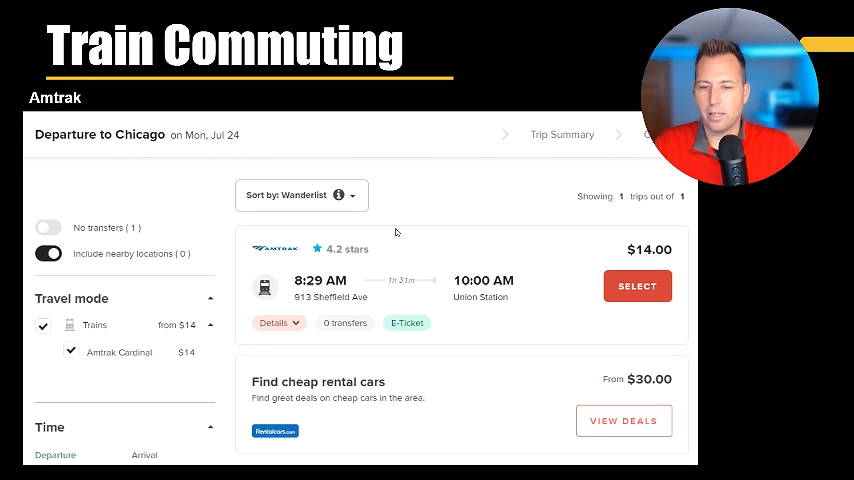 Train Commuting
Amtrak
Departure to Chicago on Mon, Jul 24
Trip Summary
Sort by: Wanderlist
Showing 1 trips out of 1
No transfers ( 1 )
Include nearby locations ( 0 )
AMTRAK 4.2 stars $14.00
8:29 AM 1h 31m 10:00 AM
913 Sheffield Ave Union Station
SELECT
Details 0 transfers E-Ticket
Travel mode
Trains from $14
Amtrak Cardinal $14
Find cheap rental cars From $30.00
Find great deals on cheap cars in the area.
Rentalcars.com
VIEW DEALS
Time
Departure Arrival